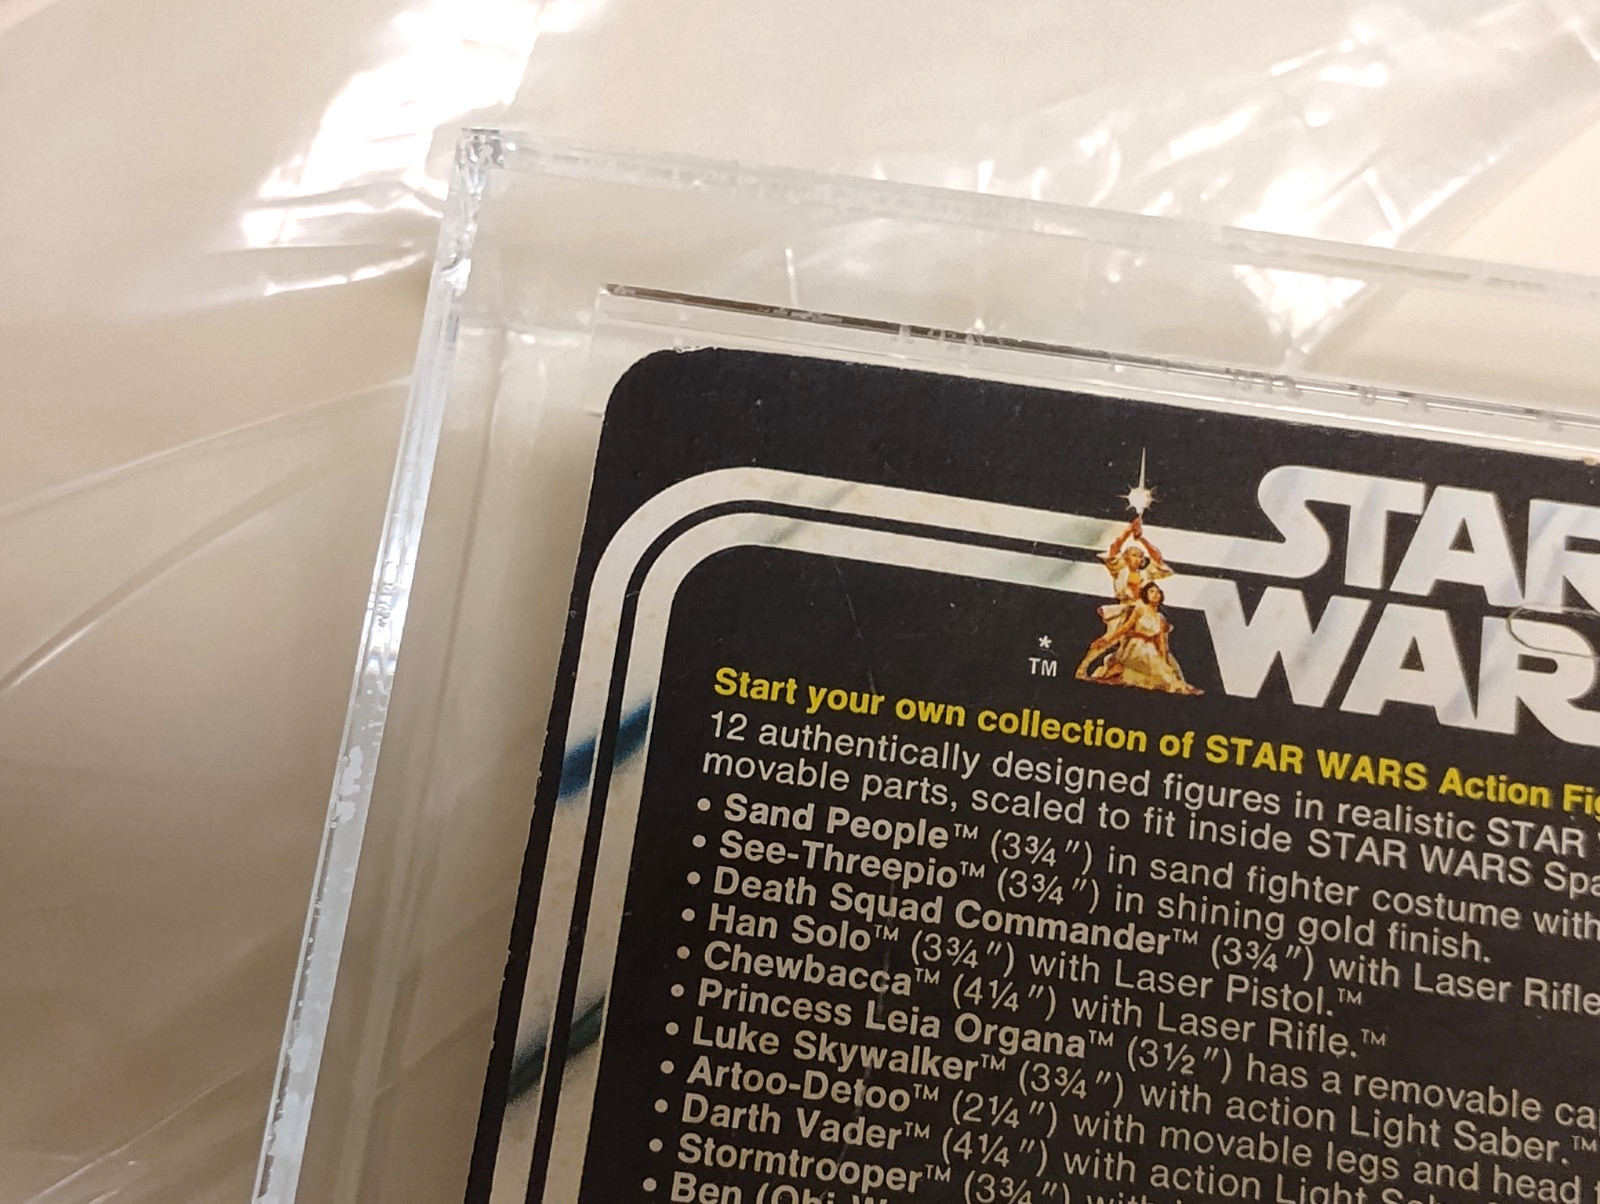 STAR
WARS
*
TM
Start your own collection of STAR WARS Action
12 authentically designed figures in realistic STAR
movable parts, scaled to fit inside STAR WARS
• Sand People™ (3¾") in sand fighter costume with
• See-Threepio™ (3¾") in shining gold finish.
• Death Squad Commander™ (3¾") with Laser Rifle
• Han Solo™ (3¾") with Laser Pistol.™
• Chewbacca™ (4¼") with Laser Rifle.™
• Princess Leia Organa™ (3½") has a removable
• Luke Skywalker™ (3¾") with action Light Saber.™
• Artoo-Detoo™ (2¼") with movable legs and head
• Darth Vader™ (4¼") with action Light
• Stormtrooper™ (3¾") with
• Ben (Obi